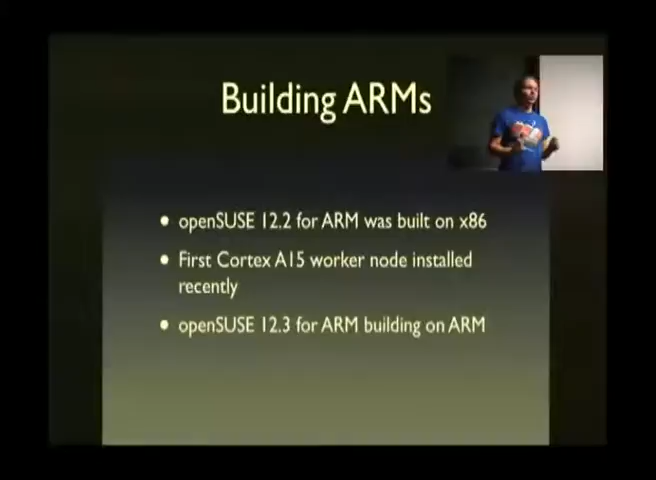 Building ARMs
openSUSE 12.2 for ARM was built on x86
First Cortex A15 worker node installed
recently
openSUSE 12.3 for ARM building on ARM